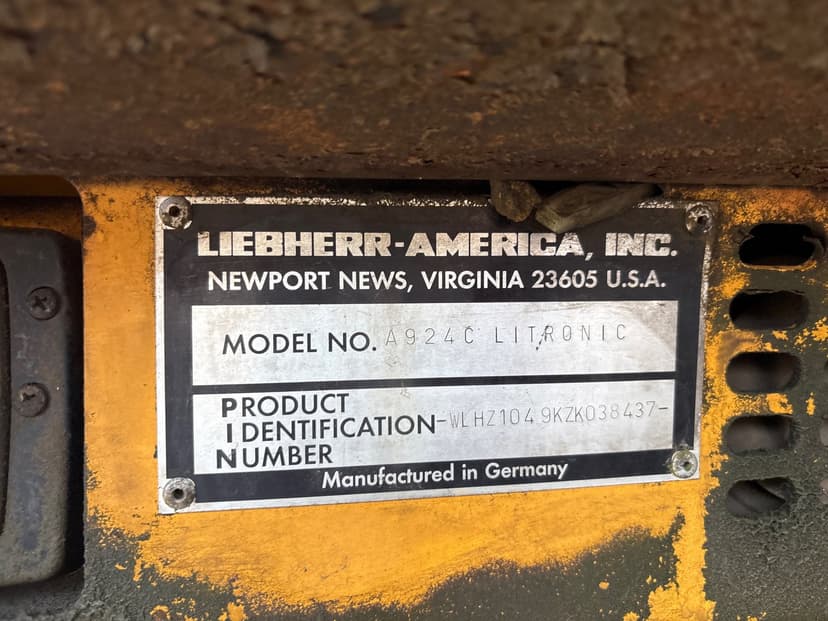 LIEBHERR-AMERICA, INC.
NEWPORT NEWS, VIRGINIA 23605 U.S.A.
MODEL NO. A924C LITRONIC
PRODUCT
IDENTIFICATION -WLHZ1049KZK038437-
NUMBER
Manufactured in Germany